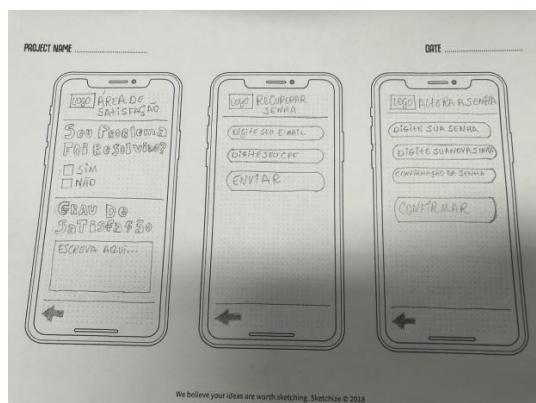 PROJECT NAME
DATE
LOGO ÁREA DE
SATISFAÇÃO
SEU PROBLEMA
FOI RESOLVIDO?
SIM
NÃO
GRAU DE
SATISFAÇÃO
ESCREVA AQUI...
LOGO RECUPERAR
SENHA
DIGITE SEU E-MAIL
DIGITE SEU CPF
ENVIAR
LOGO ALTERAR A SENHA
DIGITE SUA SENHA
DIGITE SUA NOVA SENHA
CONFIRMAÇÃO DA SENHA
CONFIRMAR
We believe your ideas are worth sketching. Sketchize © 2018